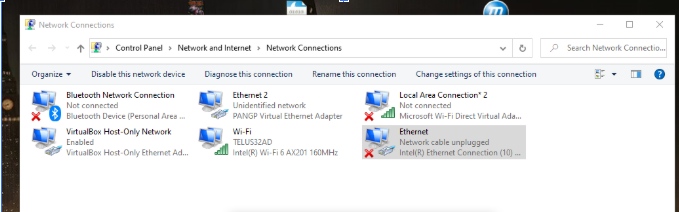 Network Connections
Control Panel > Network and Internet > Network Connections
Search Network Connectio...
Organize
Disable this network device
Diagnose this connection
Rename this connection
Change settings of this connection
Bluetooth Network Connection
Not connected
Bluetooth Device (Personal Area ...
Ethernet 2
Unidentified network
PANGP Virtual Ethernet Adapter
Local Area Connection* 2
Not connected
Microsoft Wi-Fi Direct Virtual Ada...
VirtualBox Host-Only Network
Enabled
VirtualBox Host-Only Ethernet Ad...
Wi-Fi
TELUS32AD
Intel(R) Wi-Fi 6 AX201 160MHz
Ethernet
Network cable unplugged
Intel(R) Ethernet Connection (10) ...